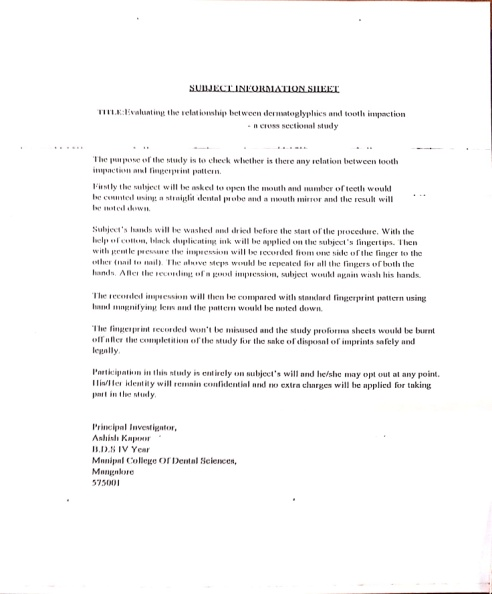 SUBJECT INFORMATION SHEET
TITLE:Evaluating the relationship between dermatoglyphics and tooth impaction
- a cross sectional study
The purpose of the study is to check whether is there any relation between tooth
impaction and fingerprint pattern.
Firstly the subject will be asked to open the mouth and number of teeth would
be counted using a straight dental probe and a mouth mirror and the result will
be noted down.
Subject's hands will be washed and dried before the start of the procedure. With the
help of cotton, black duplicating ink will be applied on the subject's fingertips. Then
with gentle pressure the impression will be recorded from one side of the finger to the
other (nail to nail). The above steps would be repeated for all the fingers of both the
hands. After the recording of a good impression, subject would again wash his hands.
The recorded impression will then be compared with standard fingerprint pattern using
hand magnifying lens and the pattern would be noted down.
The fingerprint recorded won't be misused and the study proforma sheets would be burnt
off after the completition of the study for the sake of disposal of imprints safely and
legally.
Participation in this study is entirely on subject's will and he/she may opt out at any point.
His/Her identity will remain confidential and no extra charges will be applied for taking
part in the study.
Principal Investigator,
Ashish Kapoor
B.D.S IV Year
Manipal College Of Dental Sciences,
Mangalore
575001